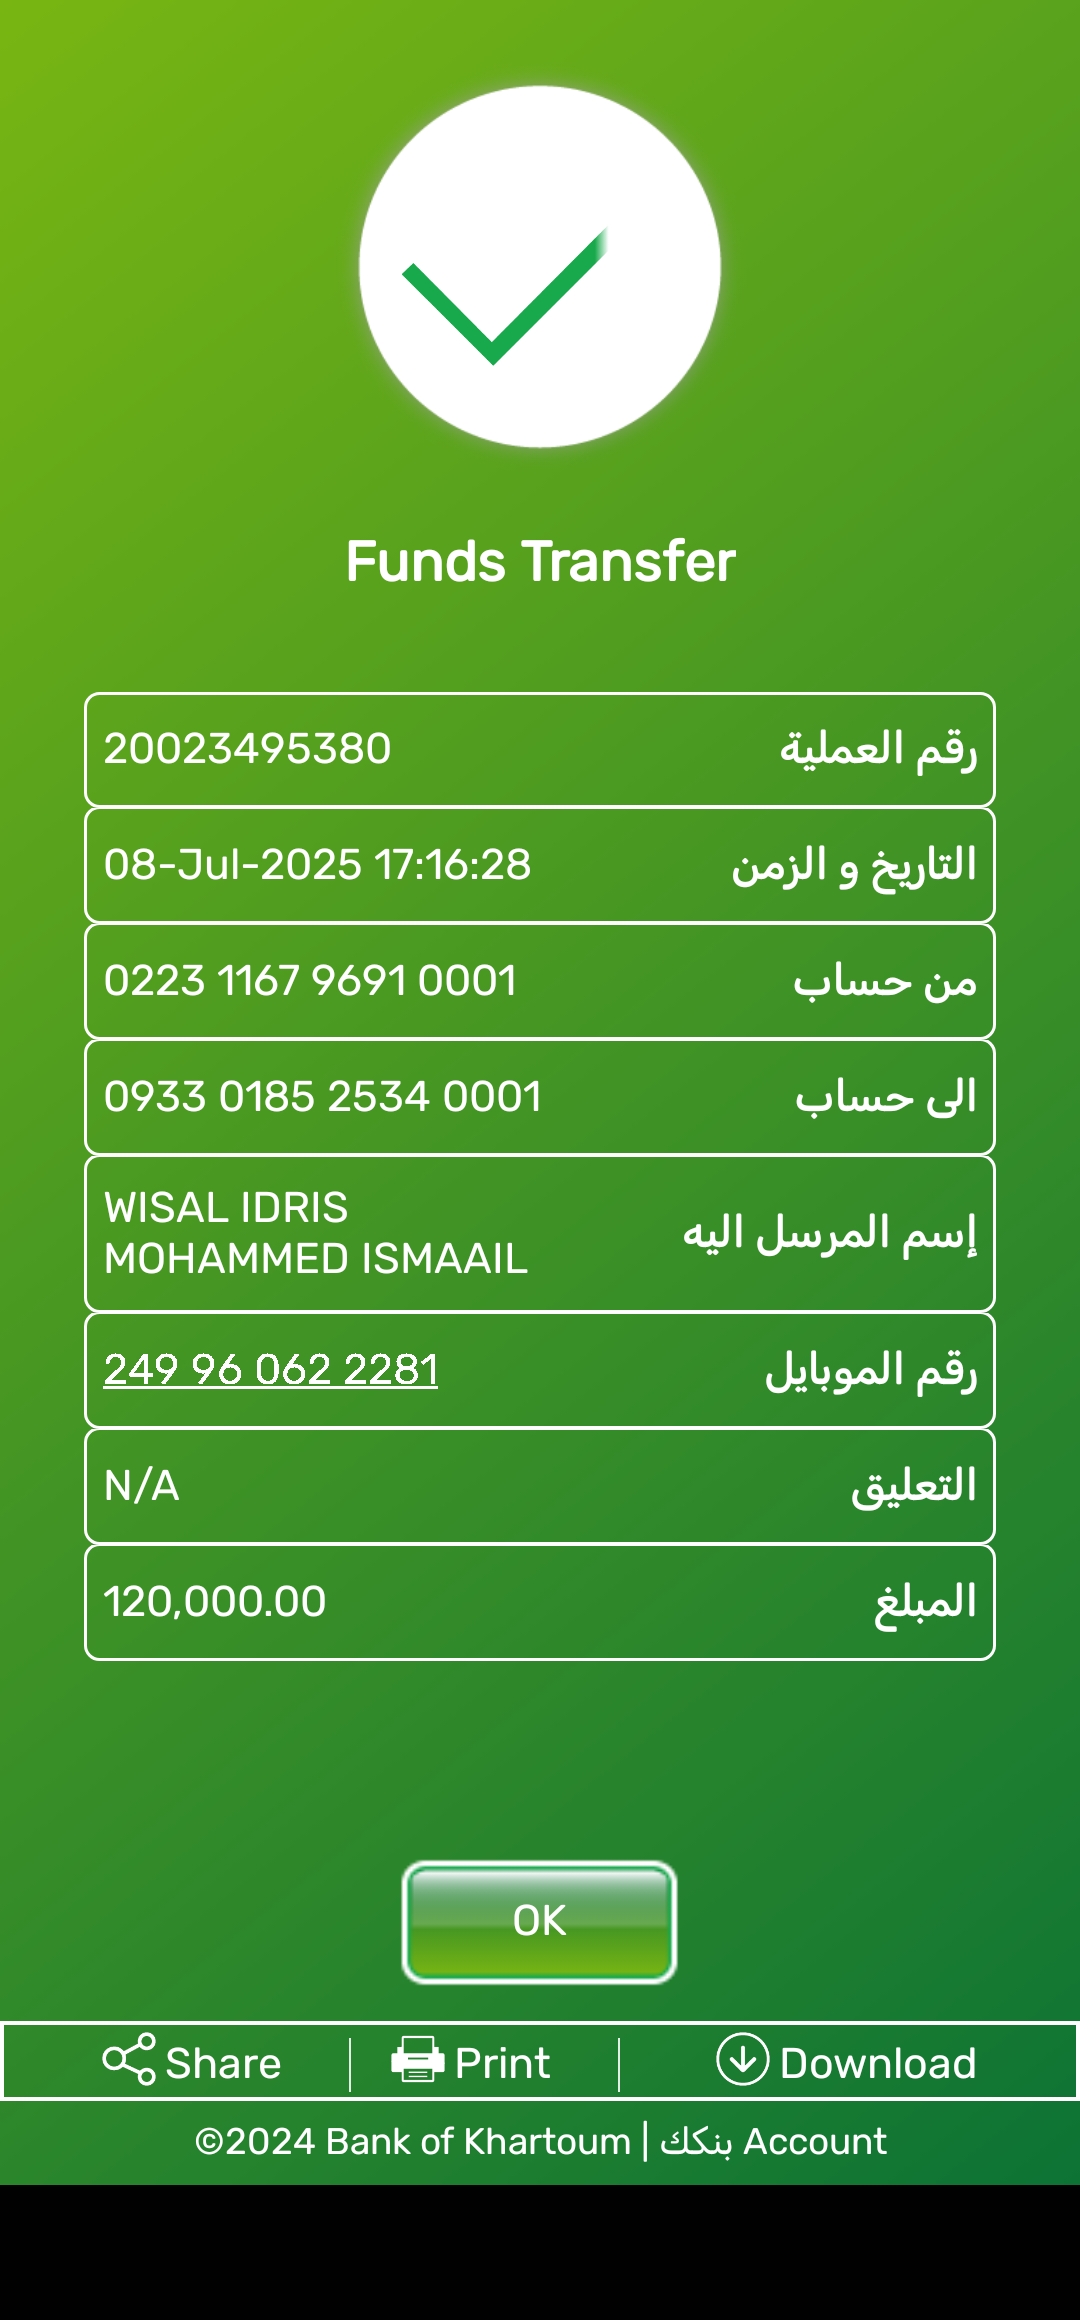 Funds Transfer
رقم العملية 20023495380
التاريخ و الزمن 08-Jul-2025 17:16:28
من حساب 0223 1167 9691 0001
الى حساب 0933 0185 2534 0001
إسم المرسل اليه WISAL IDRIS
MOHAMMED ISMAAIL
رقم الموبايل 249 96 062 2281
التعليق N/A
المبلغ 120,000.00
OK
Share Print Download
©2024 Bank of Khartoum | بنكك Account